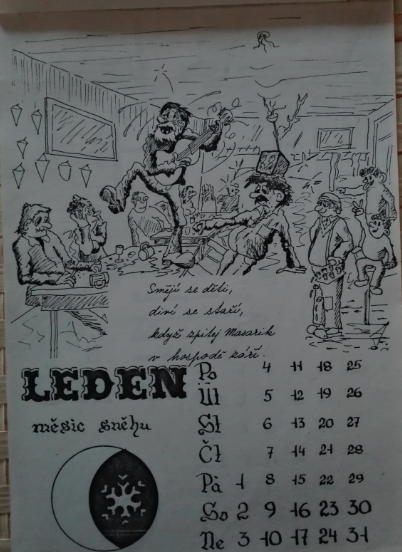 Smějí se děti,
diví se staří,
když zpitej Masarik
v hospodě září.
LEDEN
měsíc sněhu
Po 4 11 18 25
Út 5 12 19 26
St 6 13 20 27
Čt 7 14 21 28
Pá 1 8 15 22 29
So 2 9 16 23 30
Ne 3 10 17 24 31